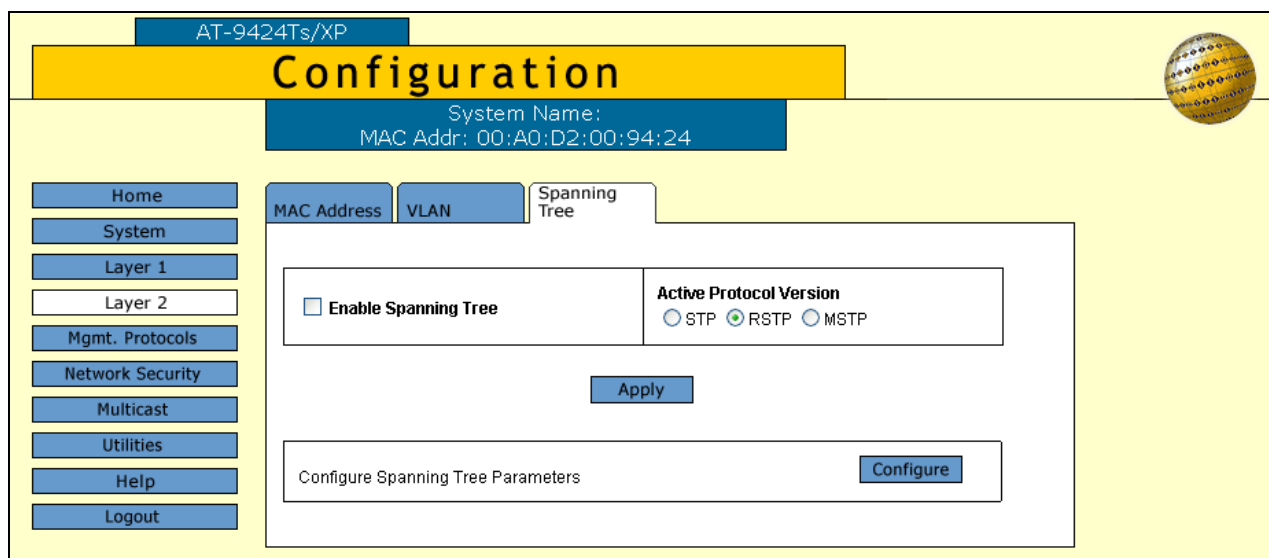 AT-9424Ts/XP
Configuration
System Name:
MAC Addr: 00:A0:D2:00:94:24
Home
System
Layer 1
Layer 2
Mgmt. Protocols
Network Security
Multicast
Utilities
Help
Logout
MAC Address
VLAN
Spanning
Tree
Enable Spanning Tree
Active Protocol Version
STP RSTP MSTP
Apply
Configure Spanning Tree Parameters
Configure